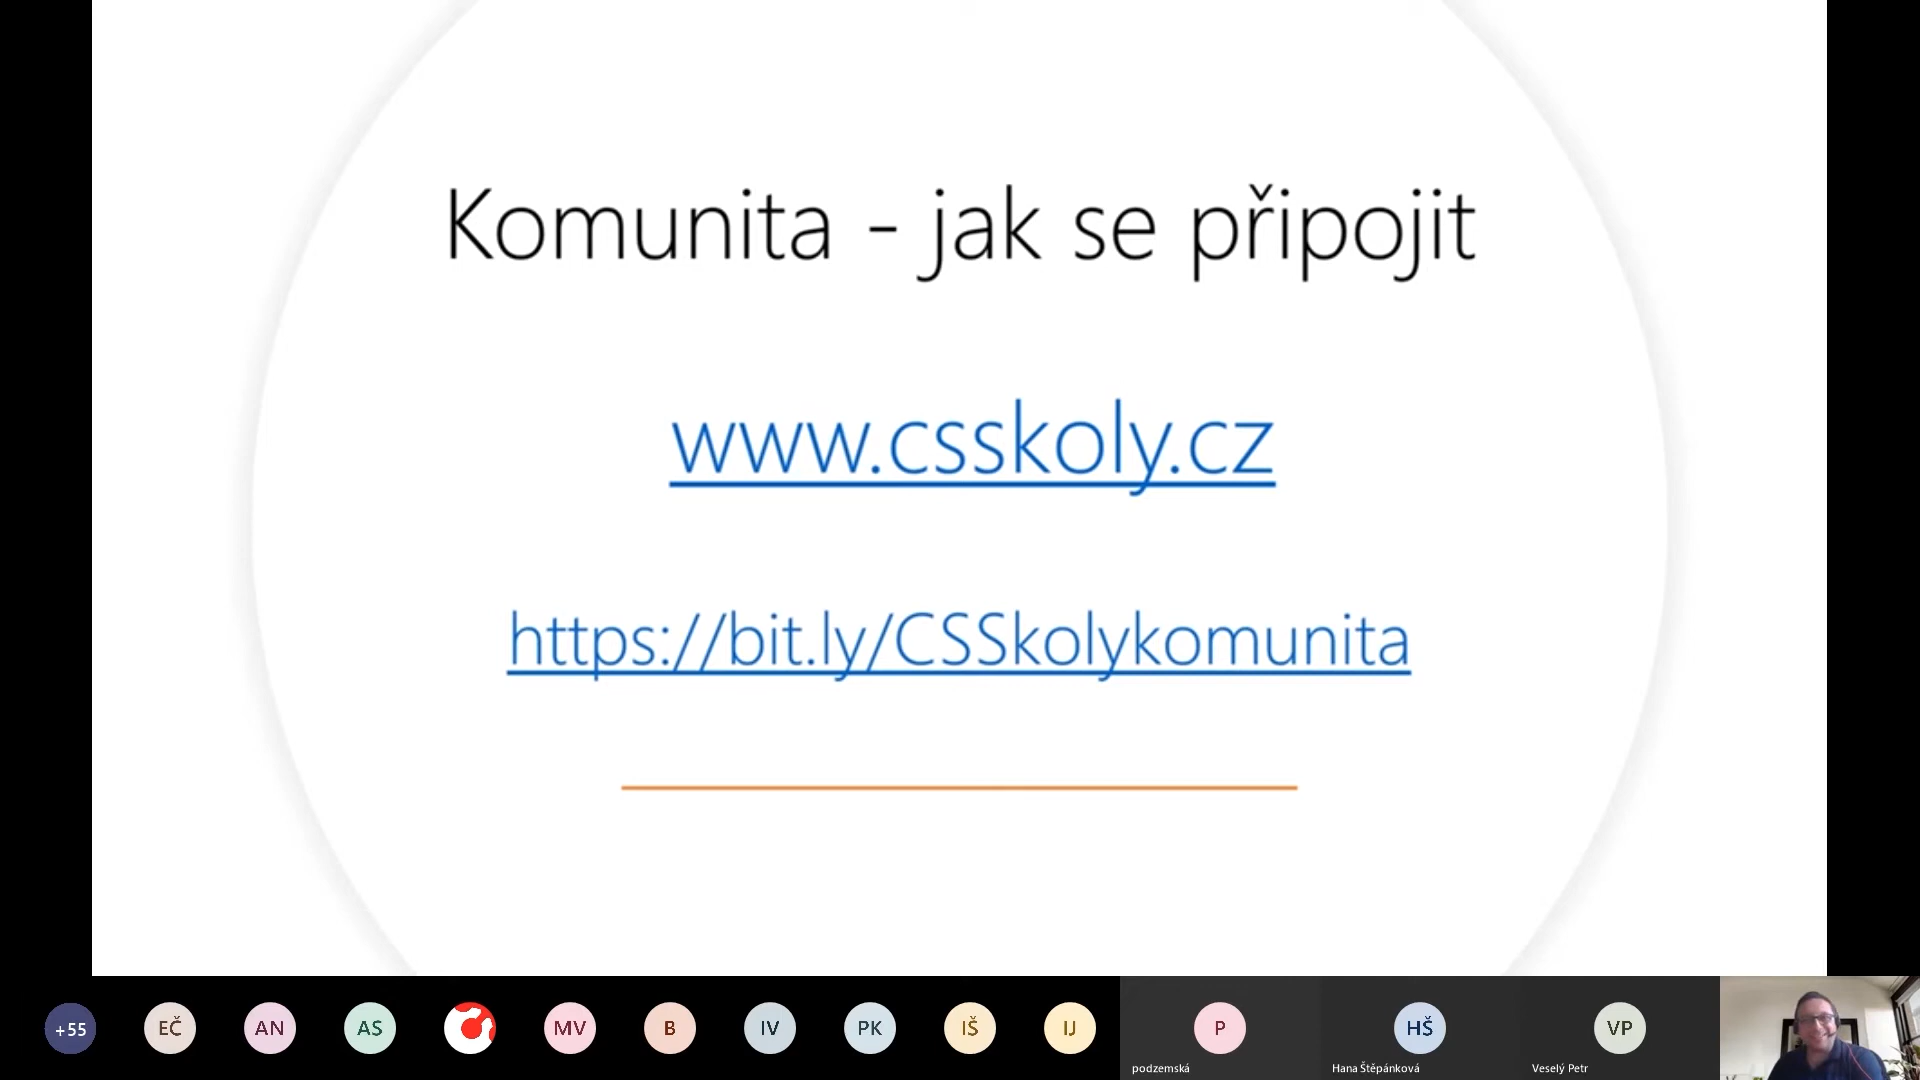 Komunita - jak se připojit
www.csskoly.cz
https://bit.ly/CSSkolykomunita
+55
EČ
AN
AS
MV
B
IV
PK
IŠ
IJ
P
HŠ
VP
podzemská
Hana Štěpánková
Veselý Petr